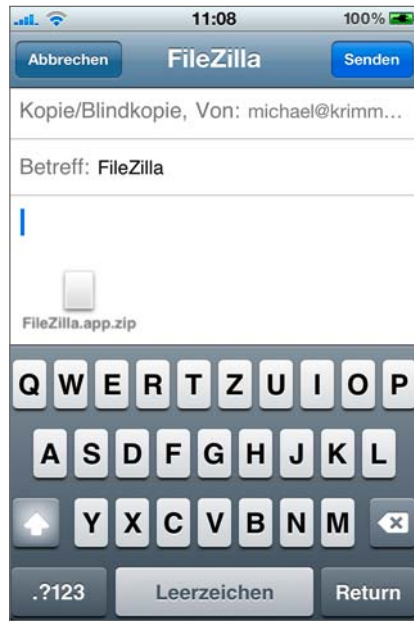 11:08 100%
Abbrechen FileZilla Senden
Kopie/Blindkopie, Von: michael@krimm...
Betreff: FileZilla
FileZilla.app.zip
Q W E R T Z U I O P
A S D F G H J K L
Y X C V B N M
.?123 Leerzeichen Return